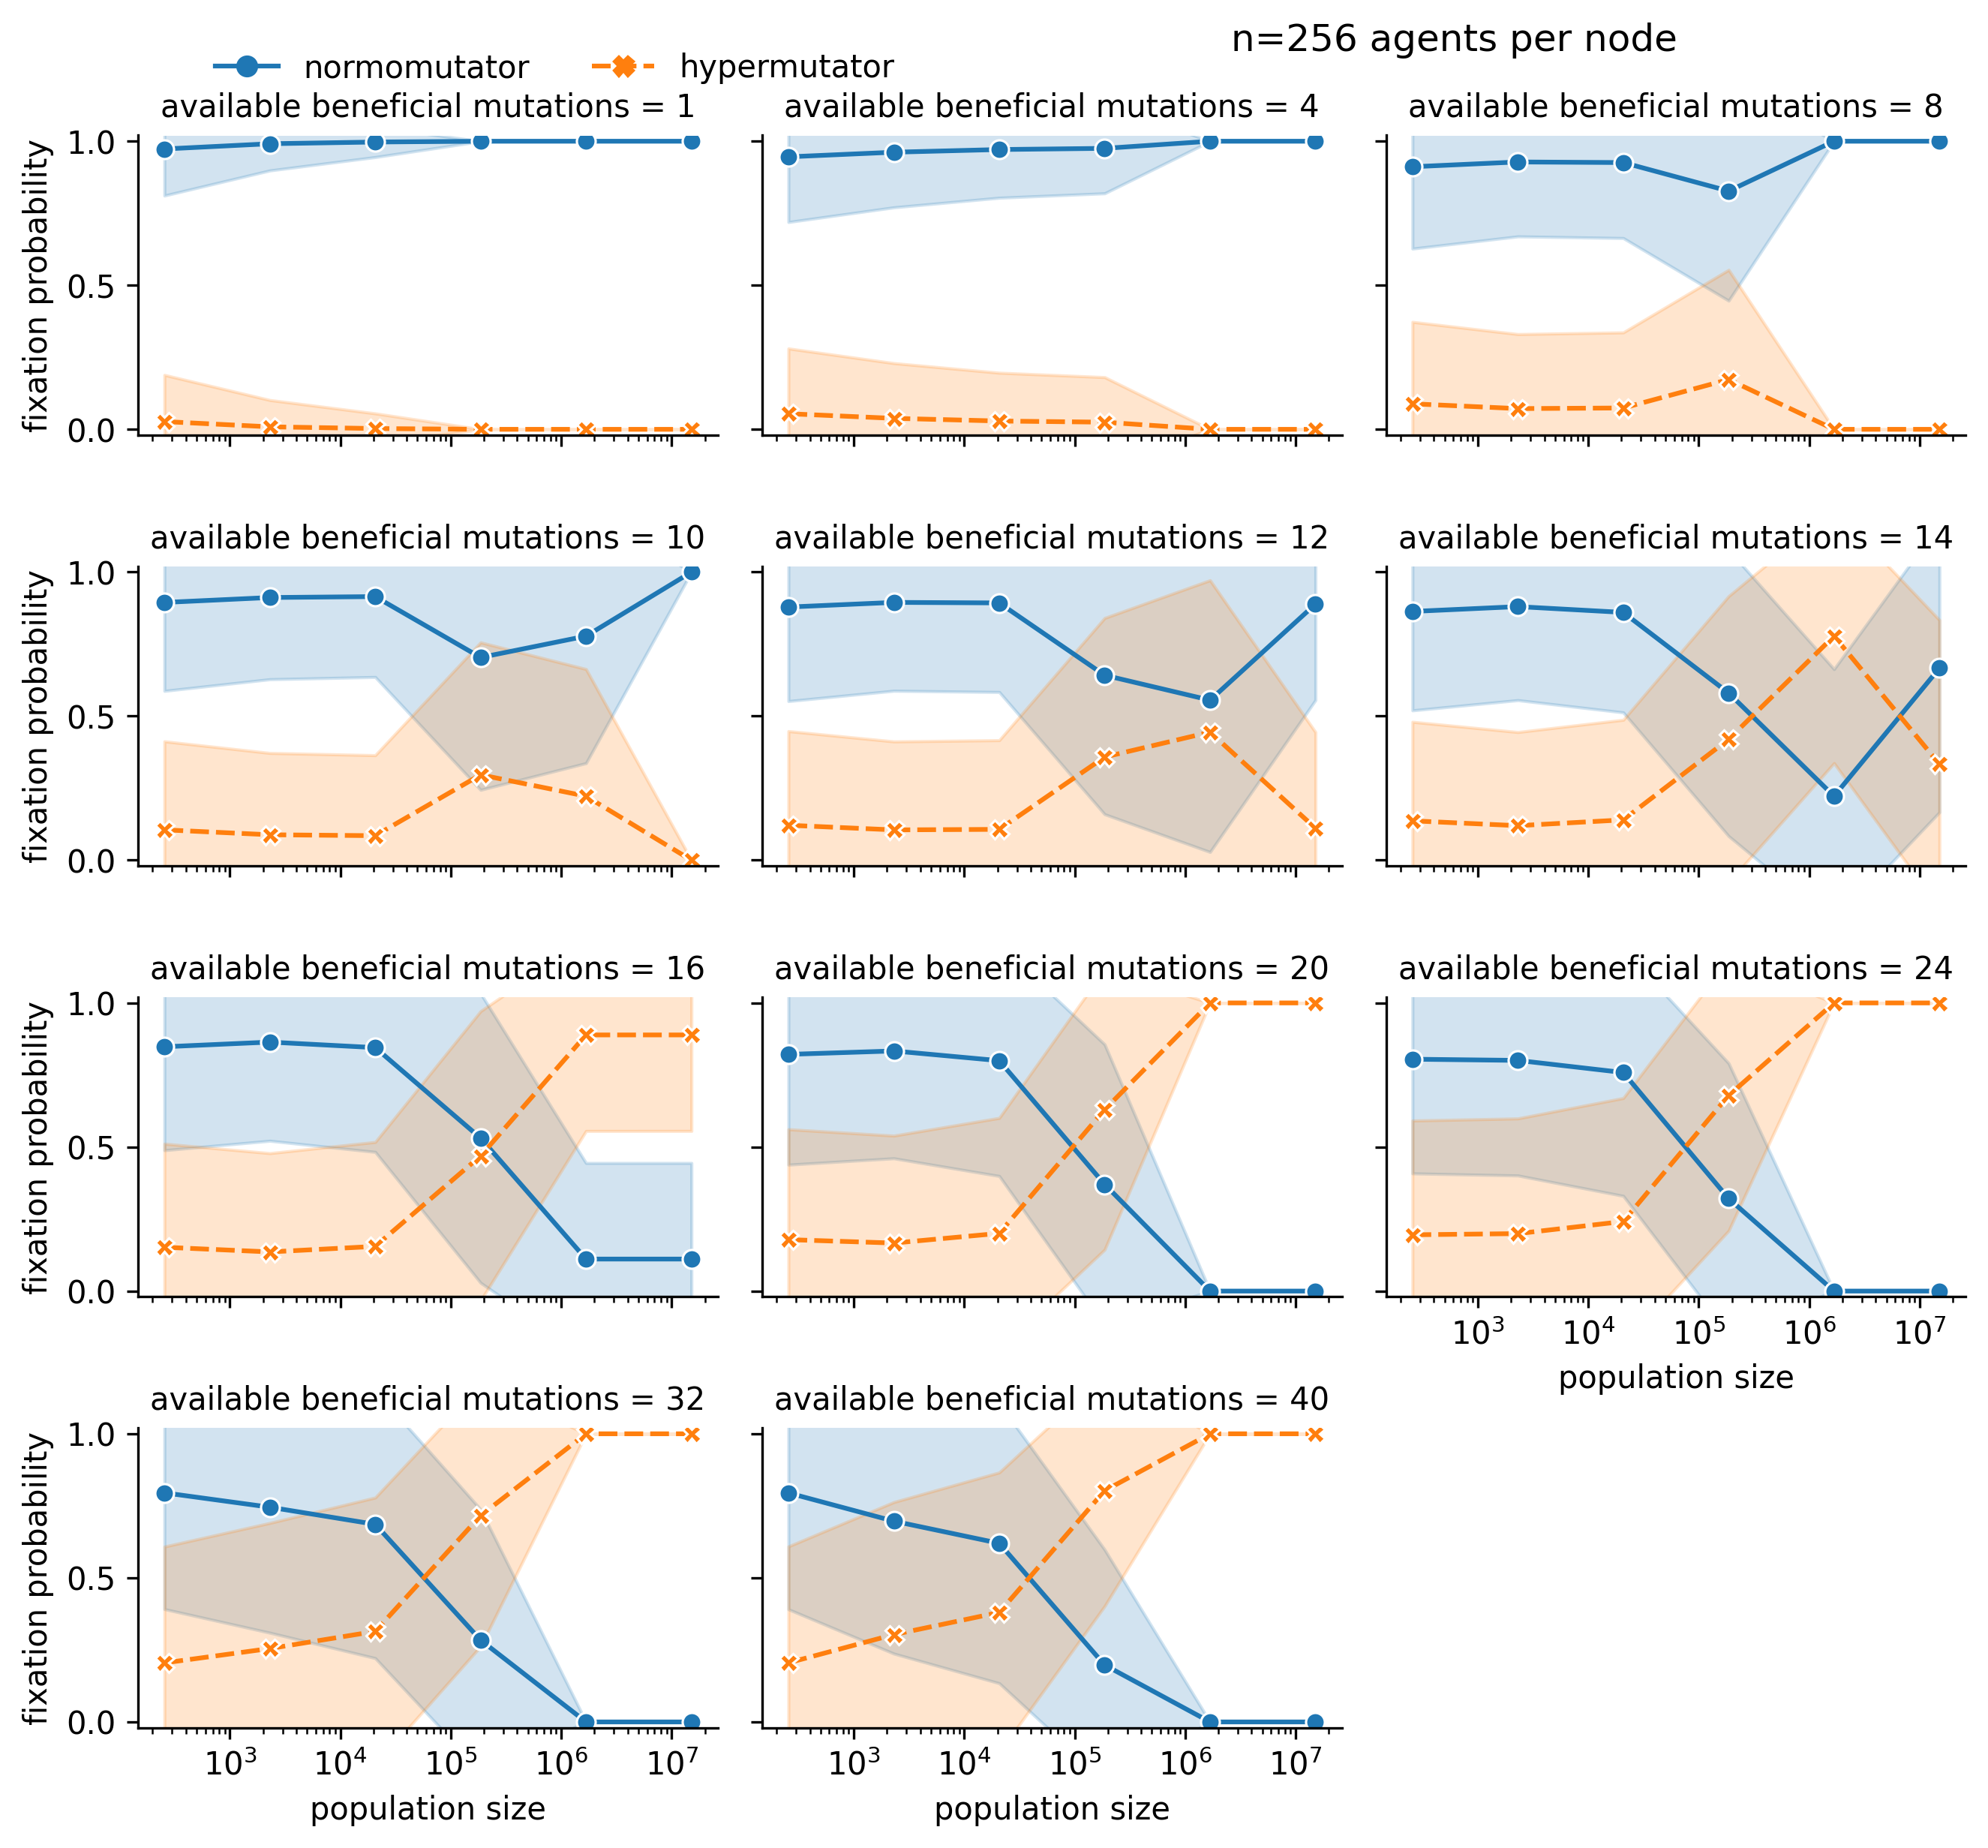 n=256 agents per node
normomutator hypermutator
available beneficial mutations = 1 available beneficial mutations = 4 available beneficial mutations = 8
1.0
0.5
0.0
fixation probability
available beneficial mutations = 10 available beneficial mutations = 12 available beneficial mutations = 14
1.0
0.5
0.0
fixation probability
available beneficial mutations = 16 available beneficial mutations = 20 available beneficial mutations = 24
1.0
0.5
0.0
fixation probability
10³ 10⁴ 10⁵ 10⁶ 10⁷
population size
available beneficial mutations = 32 available beneficial mutations = 40
1.0
0.5
0.0
fixation probability
10³ 10⁴ 10⁵ 10⁶ 10⁷ 10³ 10⁴ 10⁵ 10⁶ 10⁷
population size population size